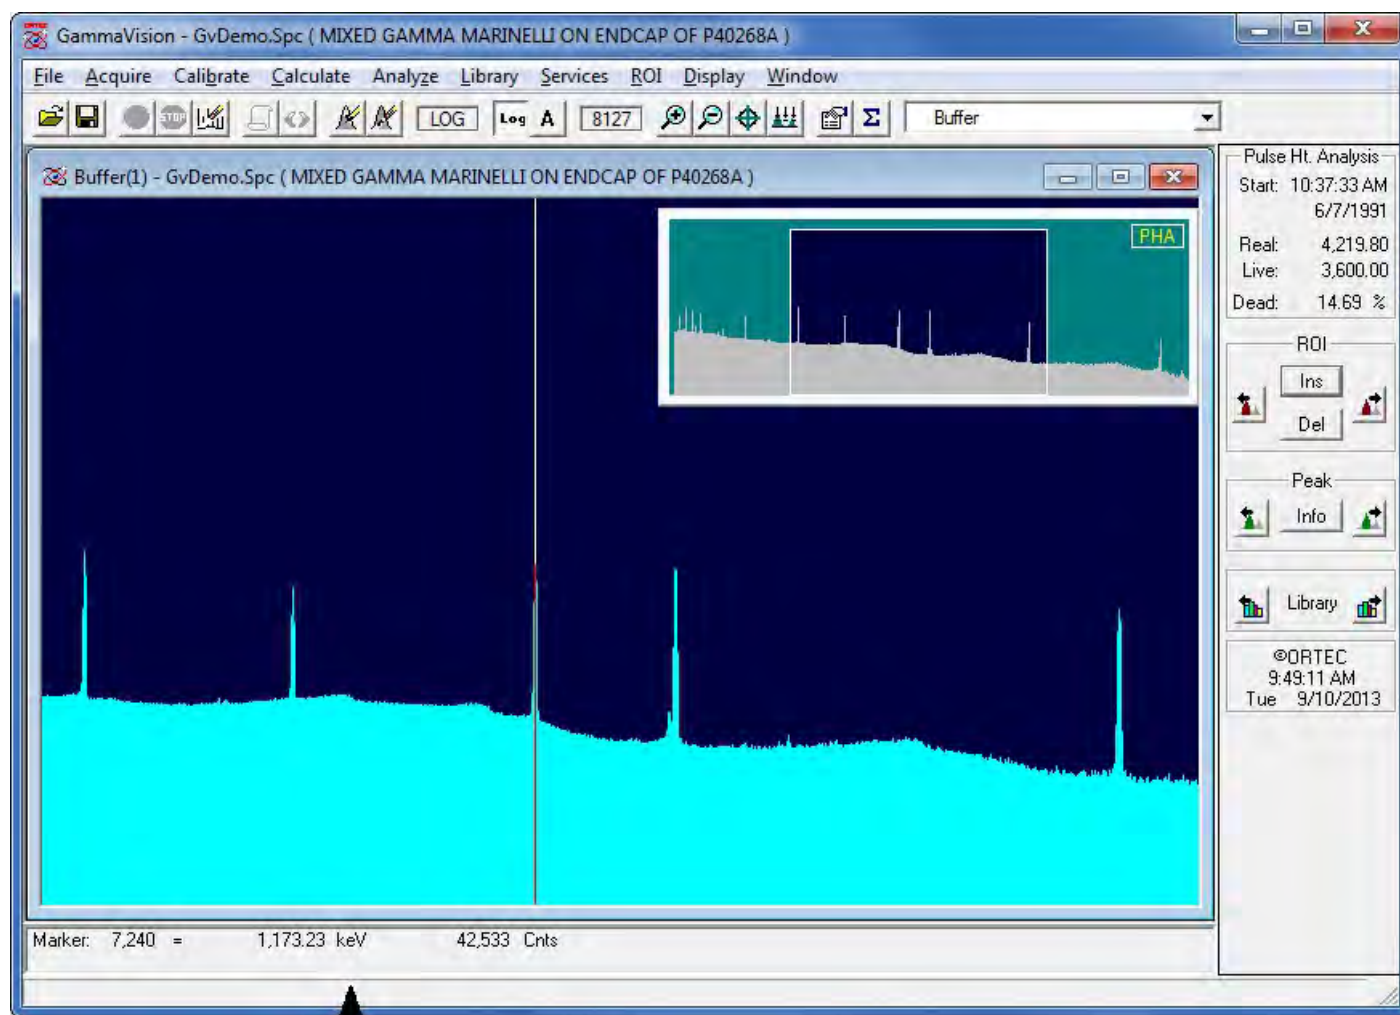 GammaVision - GvDemo.Spc ( MIXED GAMMA MARINELLI ON ENDCAP OF P40268A )
File Acquire Calibrate Calculate Analyze Library Services ROI Display Window
STOP LOG Log A 8127 Σ Buffer
Buffer(1) - GvDemo.Spc ( MIXED GAMMA MARINELLI ON ENDCAP OF P40268A )
PHA
Pulse Ht. Analysis
Start: 10:37:33 AM
6/7/1991
Real: 4,219.80
Live: 3,600.00
Dead: 14.69 %
ROI
Ins
Del
Peak
Info
Library
©ORTEC
9:49:11 AM
Tue 9/10/2013
Marker: 7,240 = 1,173.23 keV 42,533 Cnts